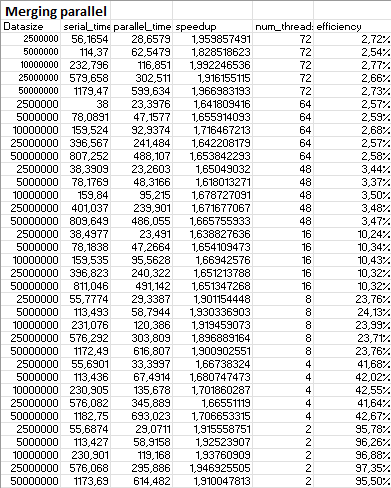 Merging parallel
Datasize serial_time parallel_time speedup num_thread efficiency
2500000 56,1654 28,6579 1,959857491 72 2,72%
5000000 114,37 62,5479 1,828518623 72 2,54%
10000000 232,796 116,851 1,992246536 72 2,77%
25000000 579,658 302,511 1,916155115 72 2,66%
50000000 1179,47 599,634 1,966983193 72 2,73%
2500000 38 23,3976 1,641809416 64 2,57%
5000000 78,0891 47,1577 1,655914093 64 2,59%
10000000 159,524 92,9374 1,716467213 64 2,68%
25000000 396,567 241,484 1,642208179 64 2,57%
50000000 807,252 488,107 1,653842293 64 2,58%
2500000 38,3909 23,2603 1,65049032 48 3,44%
5000000 78,1769 48,3166 1,618013271 48 3,37%
10000000 159,84 95,215 1,678727091 48 3,50%
25000000 401,037 239,901 1,671677067 48 3,48%
50000000 809,649 486,055 1,665755933 48 3,47%
2500000 38,4977 23,491 1,638827636 16 10,24%
5000000 78,1838 47,2664 1,654109473 16 10,34%
10000000 159,535 95,5628 1,66942576 16 10,43%
25000000 396,823 240,322 1,651213788 16 10,32%
50000000 811,046 491,142 1,651347268 16 10,32%
2500000 55,7774 29,3387 1,901154448 8 23,76%
5000000 113,493 58,7944 1,930336903 8 24,13%
10000000 231,076 120,386 1,919459073 8 23,99%
25000000 576,292 303,809 1,896889164 8 23,71%
50000000 1172,49 616,807 1,900902551 8 23,76%
2500000 55,6901 33,3997 1,66738324 4 41,68%
5000000 113,436 67,4914 1,680747473 4 42,02%
10000000 230,905 135,678 1,701860287 4 42,55%
25000000 576,082 345,889 1,66551119 4 41,64%
50000000 1182,75 693,023 1,706653315 4 42,67%
2500000 55,6874 29,0711 1,915558751 2 95,78%
5000000 113,427 58,9158 1,92523907 2 96,26%
10000000 230,901 119,168 1,93760909 2 96,88%
25000000 576,068 295,886 1,946925505 2 97,35%
50000000 1173,69 614,482 1,910047813 2 95,50%